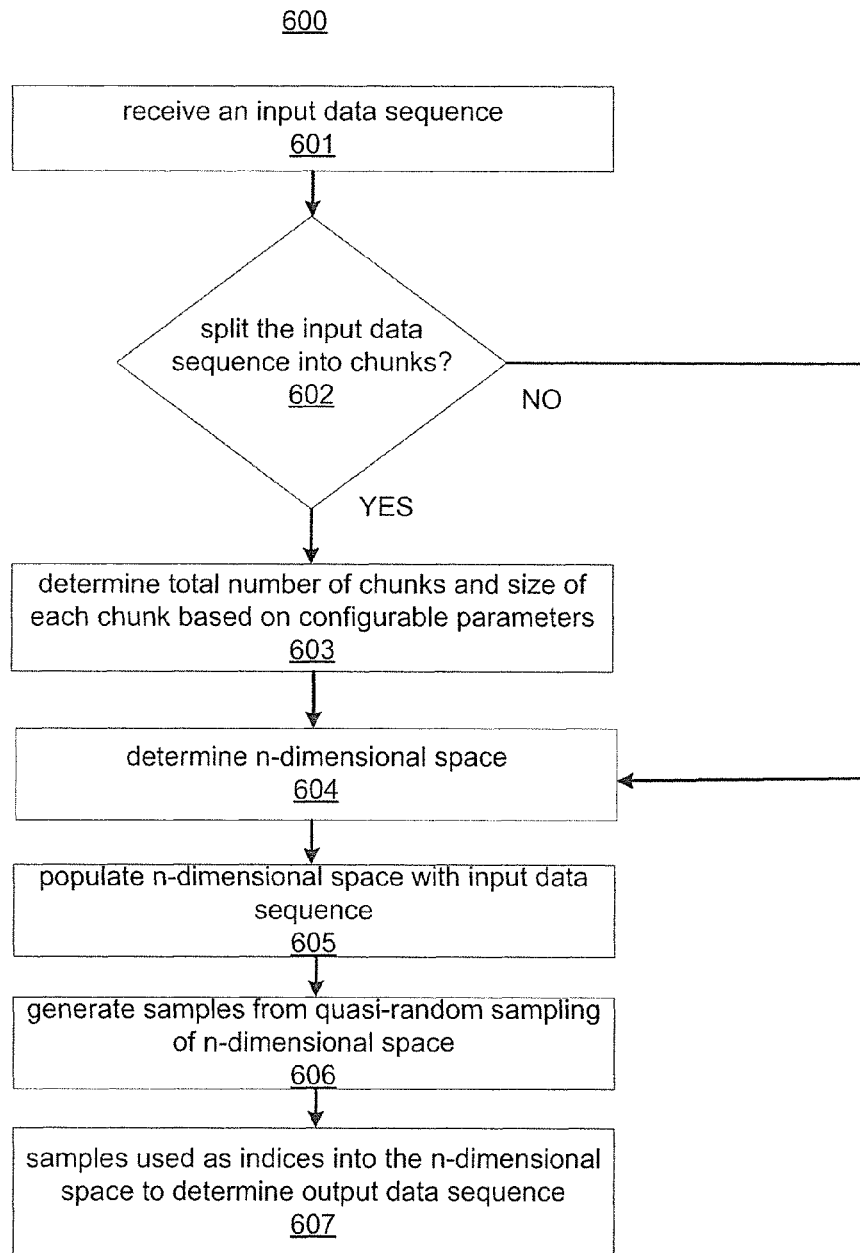 600
receive an input data sequence
601
split the input data
sequence into chunks?
602
NO
YES
determine total number of chunks and size of
each chunk based on configurable parameters
603
determine n-dimensional space
604
populate n-dimensional space with input data
sequence
605
generate samples from quasi-random sampling
of n-dimensional space
606
samples used as indices into the n-dimensional
space to determine output data sequence
607